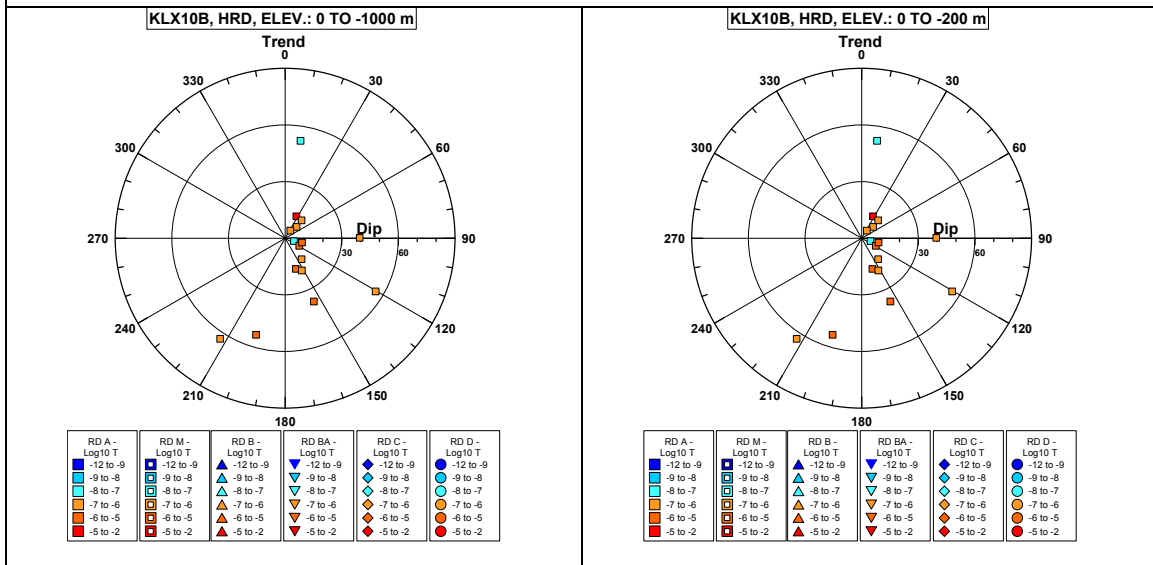 KLX10B, HRD, ELEV.: 0 TO -1000 m
Trend
0
330
30
300
60
270
Dip
90
30
60
240
120
210
150
180
RD A -
Log10 T
-12 to -9
-9 to -8
-8 to -7
-7 to -6
-6 to -5
-5 to -2
RD M -
Log10 T
-12 to -9
-9 to -8
-8 to -7
-7 to -6
-6 to -5
-5 to -2
RD B -
Log10 T
-12 to -9
-9 to -8
-8 to -7
-7 to -6
-6 to -5
-5 to -2
RD BA -
Log10 T
-12 to -9
-9 to -8
-8 to -7
-7 to -6
-6 to -5
-5 to -2
RD C -
Log10 T
-12 to -9
-9 to -8
-8 to -7
-7 to -6
-6 to -5
-5 to -2
RD D -
Log10 T
-12 to -9
-9 to -8
-8 to -7
-7 to -6
-6 to -5
-5 to -2
KLX10B, HRD, ELEV.: 0 TO -200 m
Trend
0
330
30
300
60
270
Dip
90
30
60
240
120
210
150
180
RD A -
Log10 T
-12 to -9
-9 to -8
-8 to -7
-7 to -6
-6 to -5
-5 to -2
RD M -
Log10 T
-12 to -9
-9 to -8
-8 to -7
-7 to -6
-6 to -5
-5 to -2
RD B -
Log10 T
-12 to -9
-9 to -8
-8 to -7
-7 to -6
-6 to -5
-5 to -2
RD BA -
Log10 T
-12 to -9
-9 to -8
-8 to -7
-7 to -6
-6 to -5
-5 to -2
RD C -
Log10 T
-12 to -9
-9 to -8
-8 to -7
-7 to -6
-6 to -5
-5 to -2
RD D -
Log10 T
-12 to -9
-9 to -8
-8 to -7
-7 to -6
-6 to -5
-5 to -2